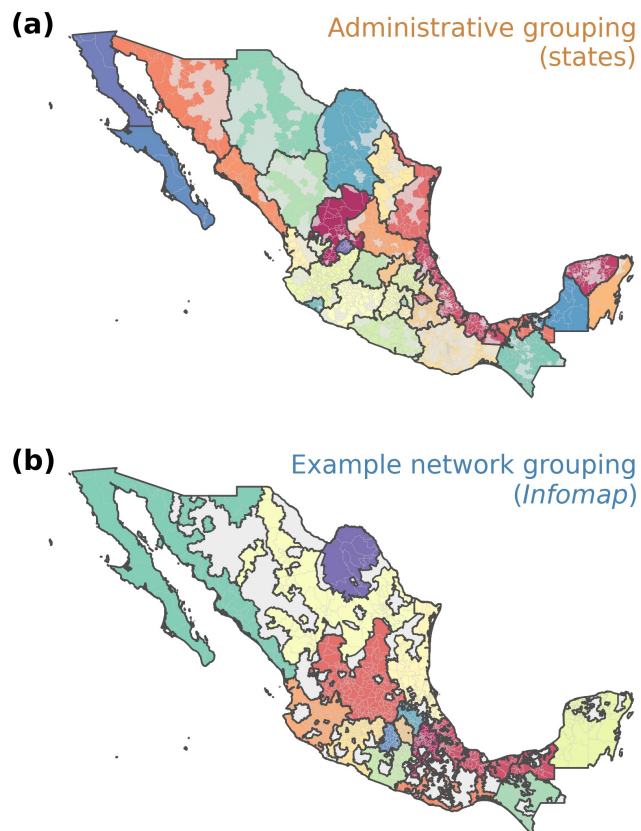 (a)
Administrative grouping
(states)
(b)
Example network grouping
(Infomap)